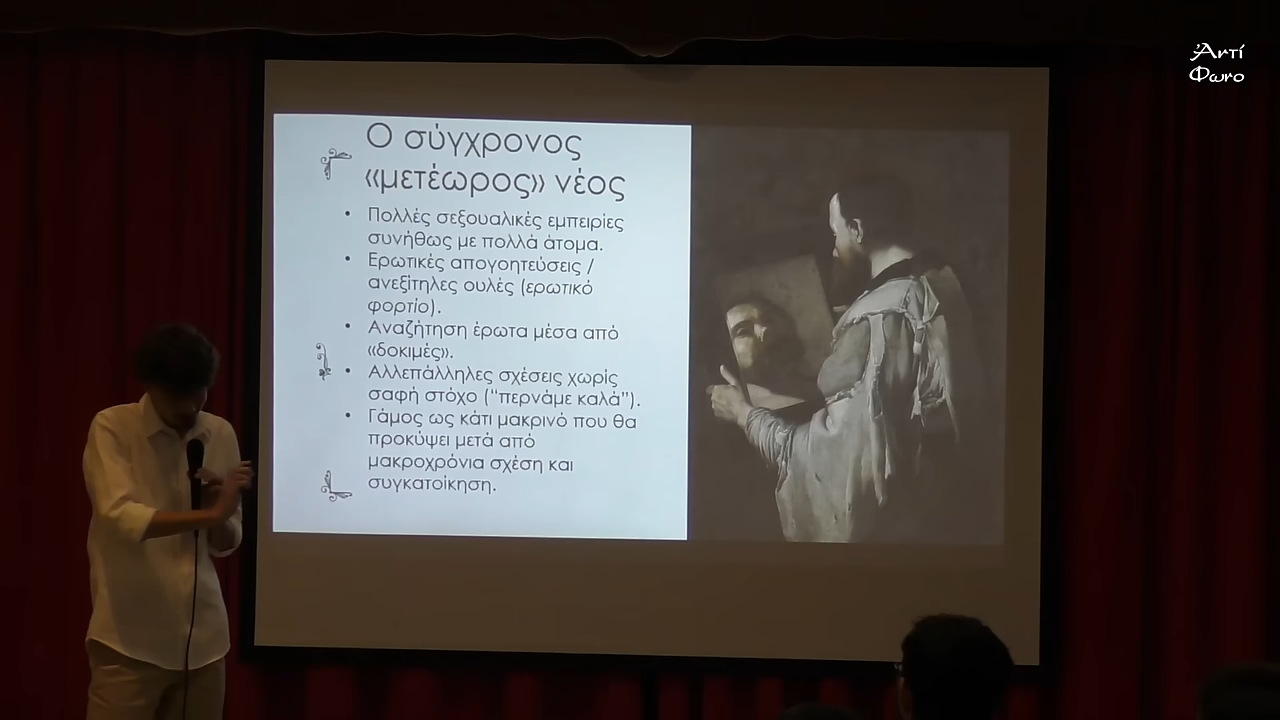 Ἀντί
Φωνο
Ο σύγχρονος
«μετέωρος» νέος
• Πολλές σεξουαλικές εμπειρίες
συνήθως με πολλά άτομα.
• Ερωτικές απογοητεύσεις /
ανεξίτηλες ουλές (ερωτικό
φορτίο).
• Αναζήτηση έρωτα μέσα από
«δοκιμές».
• Αλλεπάλληλες σχέσεις χωρίς
σαφή στόχο ("περνάμε καλά").
• Γάμος ως κάτι μακρινό που θα
προκύψει μετά από
μακροχρόνια σχέση και
συγκατοίκηση.